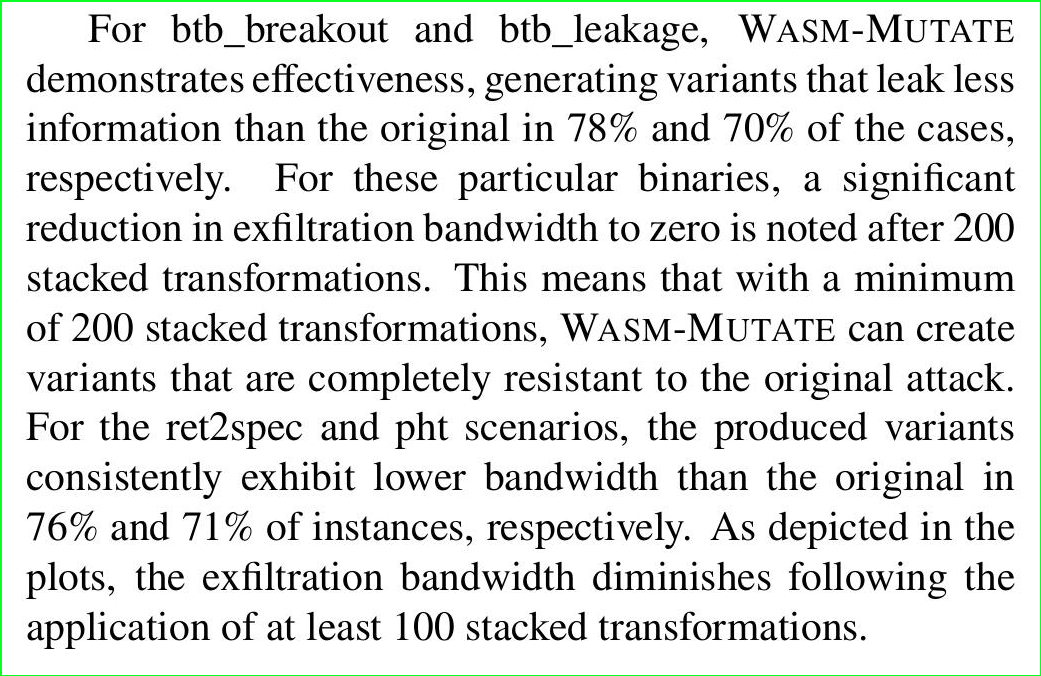 For btb_breakout and btb_leakage, WASM-MUTATE
demonstrates effectiveness, generating variants that leak less
information than the original in 78% and 70% of the cases,
respectively. For these particular binaries, a significant
reduction in exfiltration bandwidth to zero is noted after 200
stacked transformations. This means that with a minimum
of 200 stacked transformations, WASM-MUTATE can create
variants that are completely resistant to the original attack.
For the ret2spec and pht scenarios, the produced variants
consistently exhibit lower bandwidth than the original in
76% and 71% of instances, respectively. As depicted in the
plots, the exfiltration bandwidth diminishes following the
application of at least 100 stacked transformations.